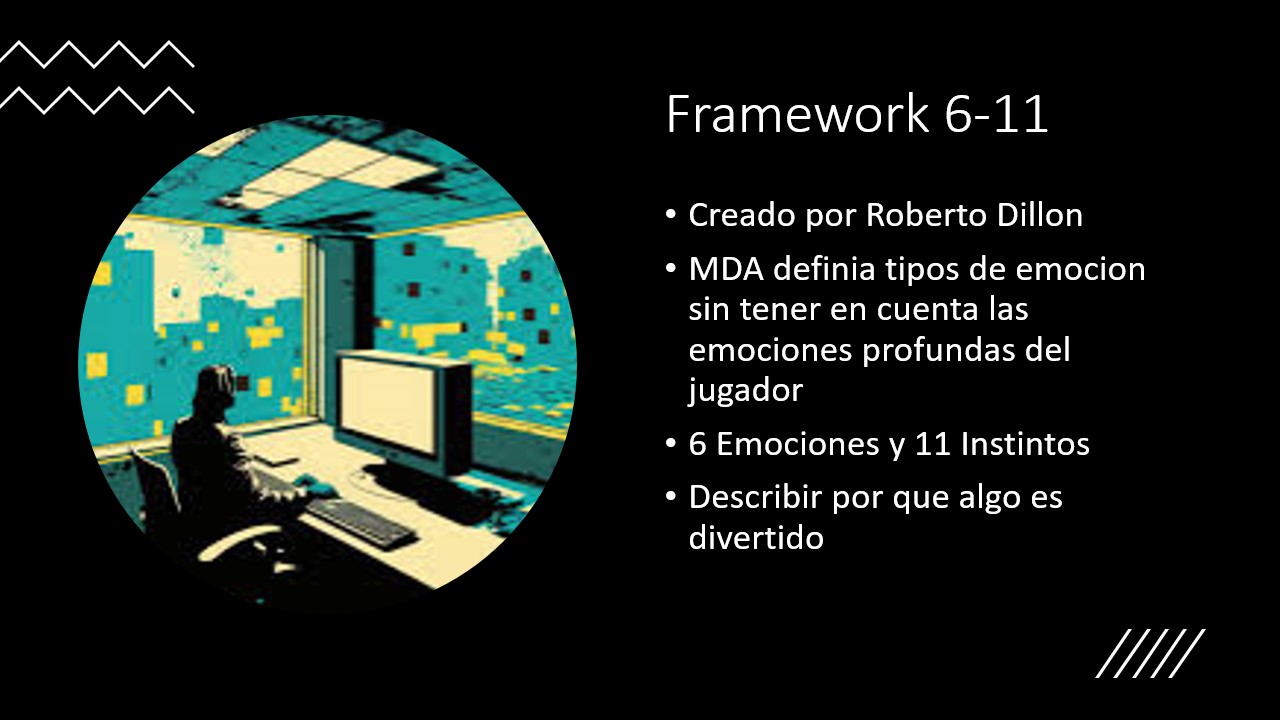 Framework 6-11
• Creado por Roberto Dillon
• MDA definia tipos de emocion
sin tener en cuenta las
emociones profundas del
jugador
• 6 Emociones y 11 Instintos
• Describir por que algo es
divertido